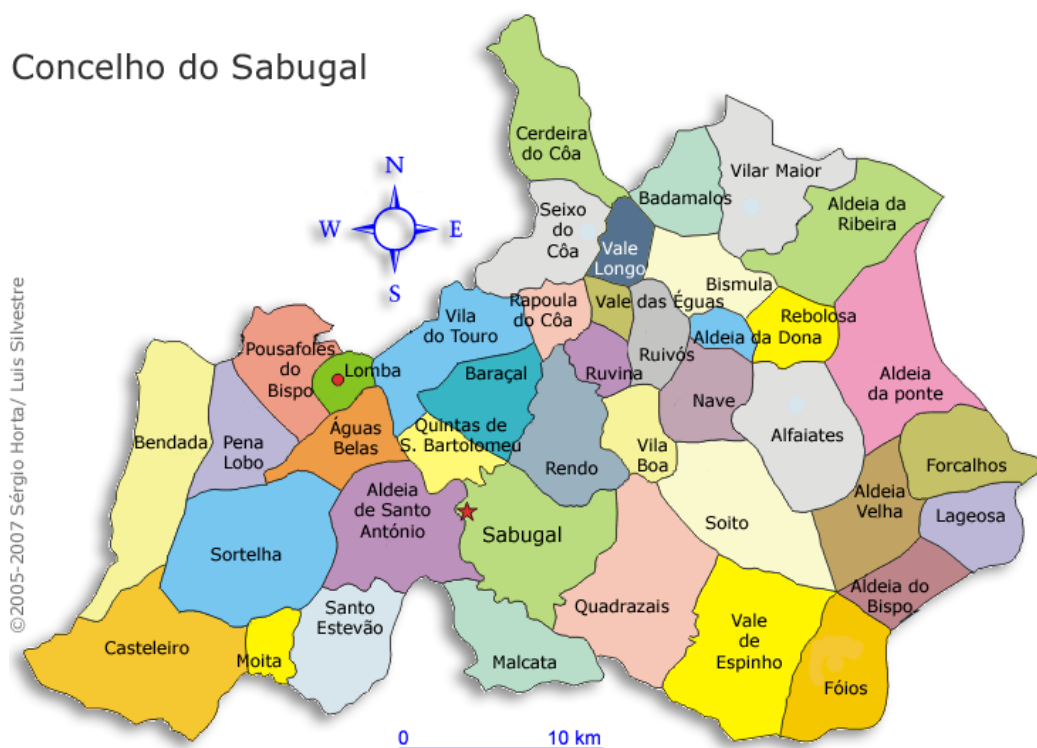 Concelho do Sabugal
©2005-2007 Sérgio Horta/ Luis Silvestre
N
W
E
S
Cerdeira
do Côa
Vilar Maior
Badamalos
Aldeia da
Ribeira
Seixo
do
Côa
Vale
Longo
Bismula
Rapoula
do Côa
Vale das Éguas
Rebolosa
Aldeia da Dona
Vila
do Touro
Ruivós
Pousafoles
do
Bispo
Lomba
Baraçal
Ruvina
Aldeia
da ponte
Nave
Bendada
Pena
Lobo
Águas
Belas
Quintas de
S. Bartolomeu
Rendo
Vila
Boa
Alfaiates
Forcalhos
Aldeia
Velha
Lageosa
Aldeia
de Santo
António
Sabugal
Soito
Sortelha
Aldeia do
Bispo
Santo
Estevão
Quadrazais
Casteleiro
Moita
Malcata
Vale
de
Espinho
Fóios
0 10 km